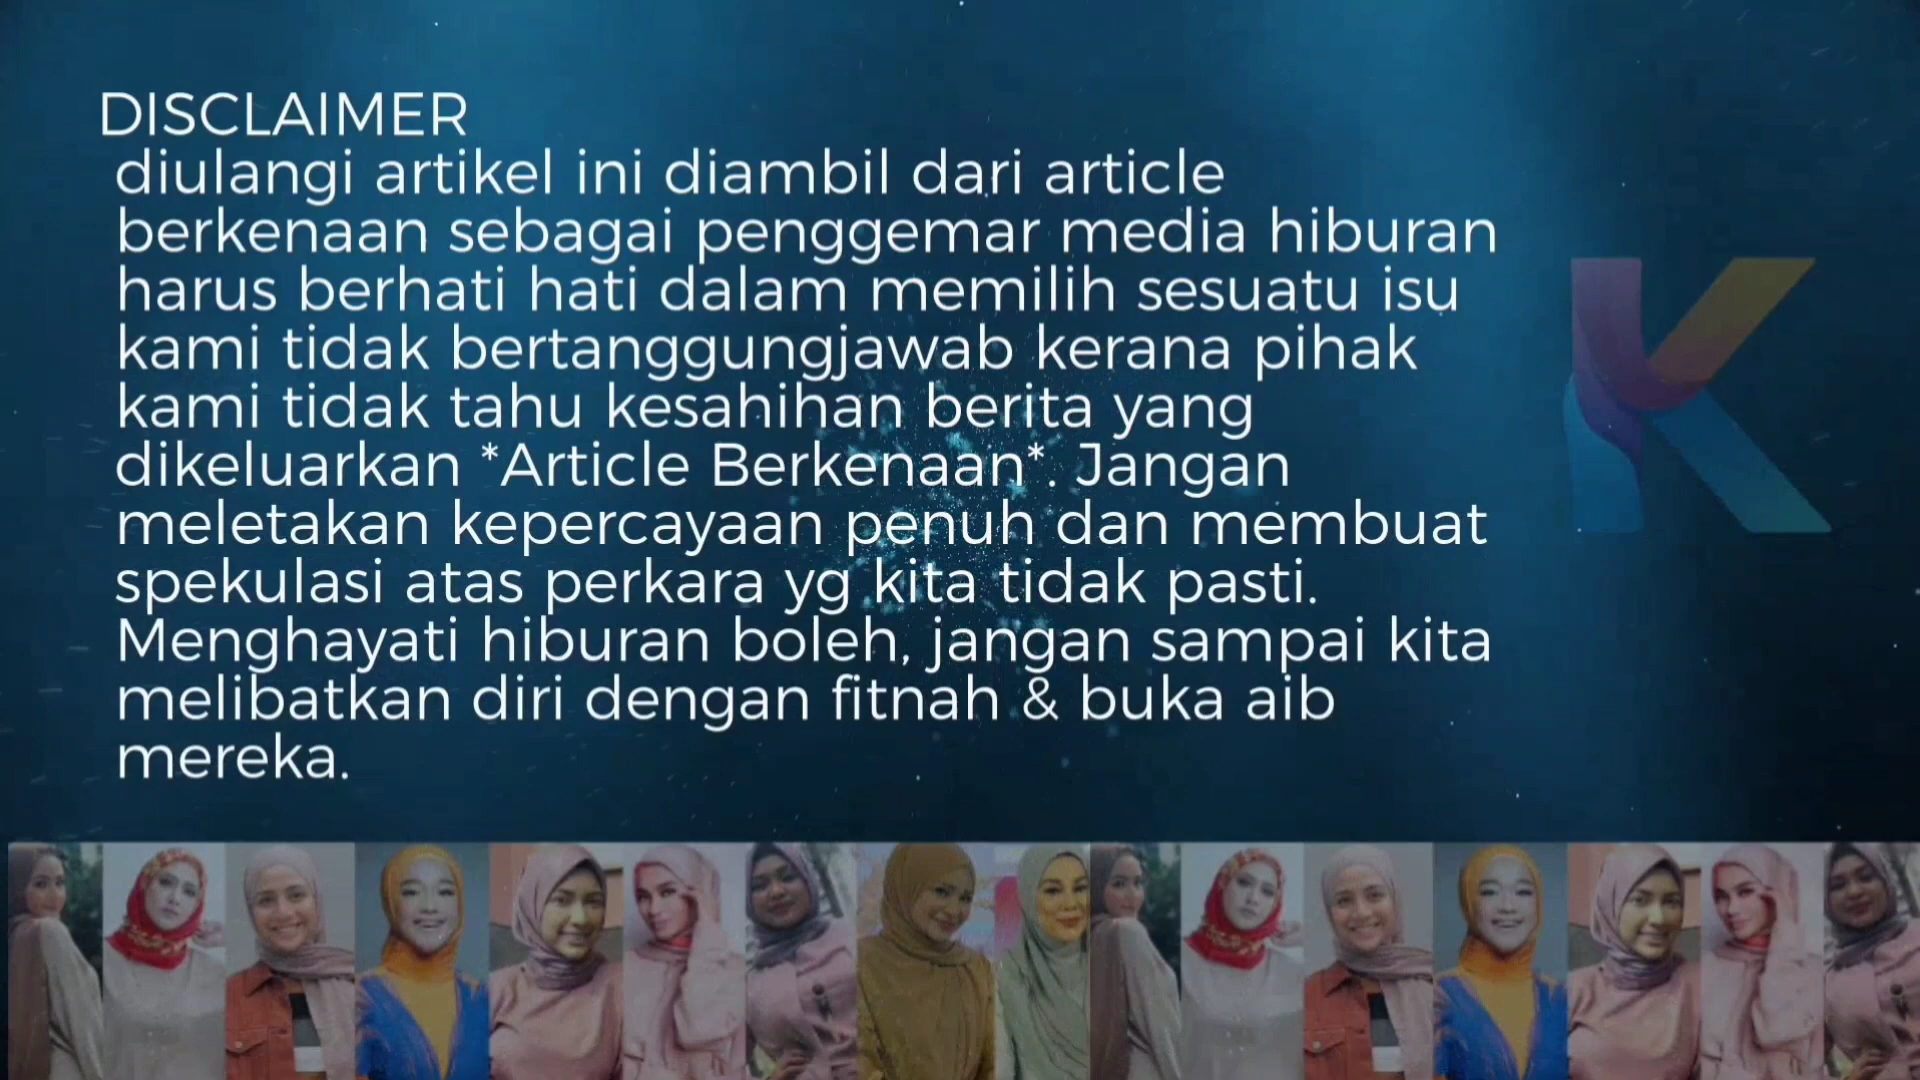 DISCLAIMER
diulangi artikel ini diambil dari article
berkenaan sebagai penggemar media hiburan
harus berhati hati dalam memilih sesuatu isu
kami tidak bertanggungjawab kerana pihak
kami tidak tahu kesahihan berita yang
dikeluarkan *Article Berkenaan*. Jangan
meletakan kepercayaan penuh dan membuat
spekulasi atas perkara yg kita tidak pasti.
Menghayati hiburan boleh, jangan sampai kita
melibatkan diri dengan fitnah & buka aib
mereka.
K